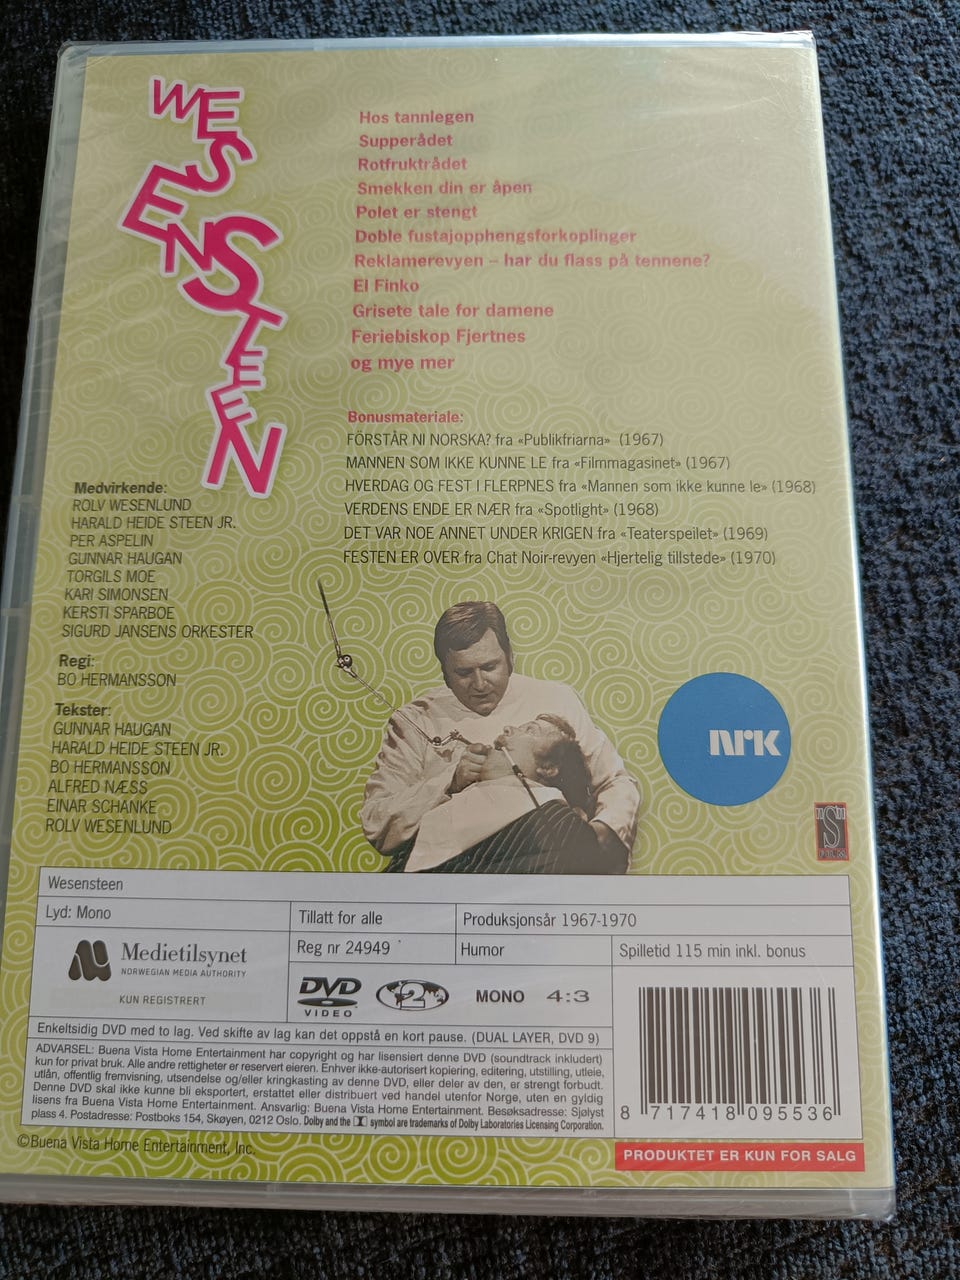 WESENSTEEN
Hos tannlegen
Supperådet
Rotfruktrådet
Smekken din er åpen
Polet er stengt
Doble fustajopphengsforkoplinger
Reklamerevyen – har du flass på tennene?
El Finko
Grisete tale for damene
Feriebiskop Fjertnes
og mye mer
Bonusmateriale:
FÖRSTÅR NI NORSKA? fra «Publikfriarna» (1967)
MANNEN SOM IKKE KUNNE LE fra «Filmmagasinet» (1967)
HVERDAG OG FEST I FLERPNES fra «Mannen som ikke kunne le» (1968)
VERDENS ENDE ER NÆR fra «Spotlight» (1968)
DET VAR NOE ANNET UNDER KRIGEN fra «Teaterspeilet» (1969)
FESTEN ER OVER fra Chat Noir-revyen «Hjertelig tillstede» (1970)
Medvirkende:
ROLV WESENLUND
HARALD HEIDE STEEN JR.
PER ASPELIN
GUNNAR HAUGAN
TORGILS MOE
KARI SIMONSEN
KERSTI SPARBOE
SIGURD JANSENS ORKESTER
Regi:
BO HERMANSSON
Tekster:
GUNNAR HAUGAN
HARALD HEIDE STEEN JR.
BO HERMANSSON
ALFRED NÆSS
EINAR SCHANKE
ROLV WESENLUND
NRK
"S"
Wesensteen
Lyd: Mono
Tillatt for alle
Produksjonsår 1967-1970
Medietilsynet
NORWEGIAN MEDIA AUTHORITY
KUN REGISTRERT
Reg nr 24949
Humor
Spilletid 115 min inkl. bonus
DVD
VIDEO
2
MONO
4:3
Enkeltsidig DVD med to lag. Ved skifte av lag kan det oppstå en kort pause. (DUAL LAYER, DVD 9)
ADVARSEL: Buena Vista Home Entertainment har copyright og har lisensiert denne DVD (soundtrack inkludert)
kun for privat bruk. Alle andre rettigheter er reservert eieren. Enhver ikke-autorisert kopiering, editering, utstilling, utleie,
utlån, offentlig fremvisning, utsendelse og/eller kringkasting av denne DVD, eller deler av den, er strengt forbudt.
Denne DVD skal ikke kunne bli eksportert, erstattet eller distribuert ved handel utenfor Norge, uten en gyldig
lisens fra Buena Vista Home Entertainment. Ansvarlig: Buena Vista Home Entertainment. Besøksadresse: Sjølyst
plass 4. Postadresse: Postboks 154, Skøyen, 0212 Oslo. Dolby and the symbol are trademarks of Dolby Laboratories Licensing Corporation.
8 717418 095536
©Buena Vista Home Entertainment, Inc.
PRODUKTET ER KUN FOR SALG